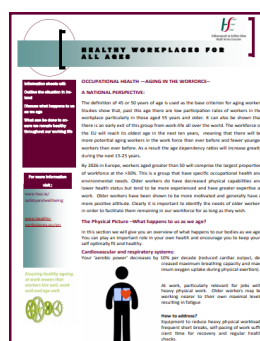 HEALTHY WORKPLACES FOR
ALL AGES
Information sheets will:
Outline the situation in Ireland
Disease what happens to us as we age
What can be done to ensure we remain healthy throughout our working life
For more information visit :
OCCUPATIONAL HEALTH —AGEING IN THE WORFORCE—
A NATIONAL PERSPECTIVE:
The definition of 45 or 50 years of age is used as the base criterion for aging worker
Studies show that, past this age there are low participation rates of workers in the
workplace particularly in those aged 55 years and older. It can also be shown tha
there is an early exit of this group from work life all over the world. The workforce o
the EU will reach to oldest age in the next ten years, meaning that there will be
more potential aging workers in the work force than ever before and fewer younge
workers than ever before. As a result the age dependency ratios will increase greatl
during the next 15-25 years.
By 2026 in Europe, workers aged greater than 50 will comprise the largest proportio
of workforce at the >30%. This is a group that have specific occupational health an
environmental needs. Older workers do have decreased physical capabilities an
lower health status but tend to be more experienced and have greater expertise a
work. Older workers have been shown to be more motivated and generally have
more positive attitude. Clearly it is important to identify the needs of older worker
in order to facilitate them remaining in our workforce for as long as they wish.
The Physical Picture –What happens to us as we age?
In this section we will give you an overview of what happens to our bodies as we age
You can play an important role in your own health and encourage you to keep your
self optimally fit and healthy.
Cardiovascular and respiratory systems:
Your 'aerobic power' decreases by 10% per decade (reduced cardiac output, de
creased maximum breathing capacity and max
imum oxygen uptake during physical exertion).
At work, particularly relevant for jobs will
heavy physical work. Older workers may b
working nearer to their own maximal level
resulting in fatigue
How to address?
Equipment to reduce heavy physical workload
frequent short breaks, self-pacing of work suffi
cient time for recovery and regular health
checks.
Ensuring healthy ageing
at work means that
workers live well, work
well and age well.